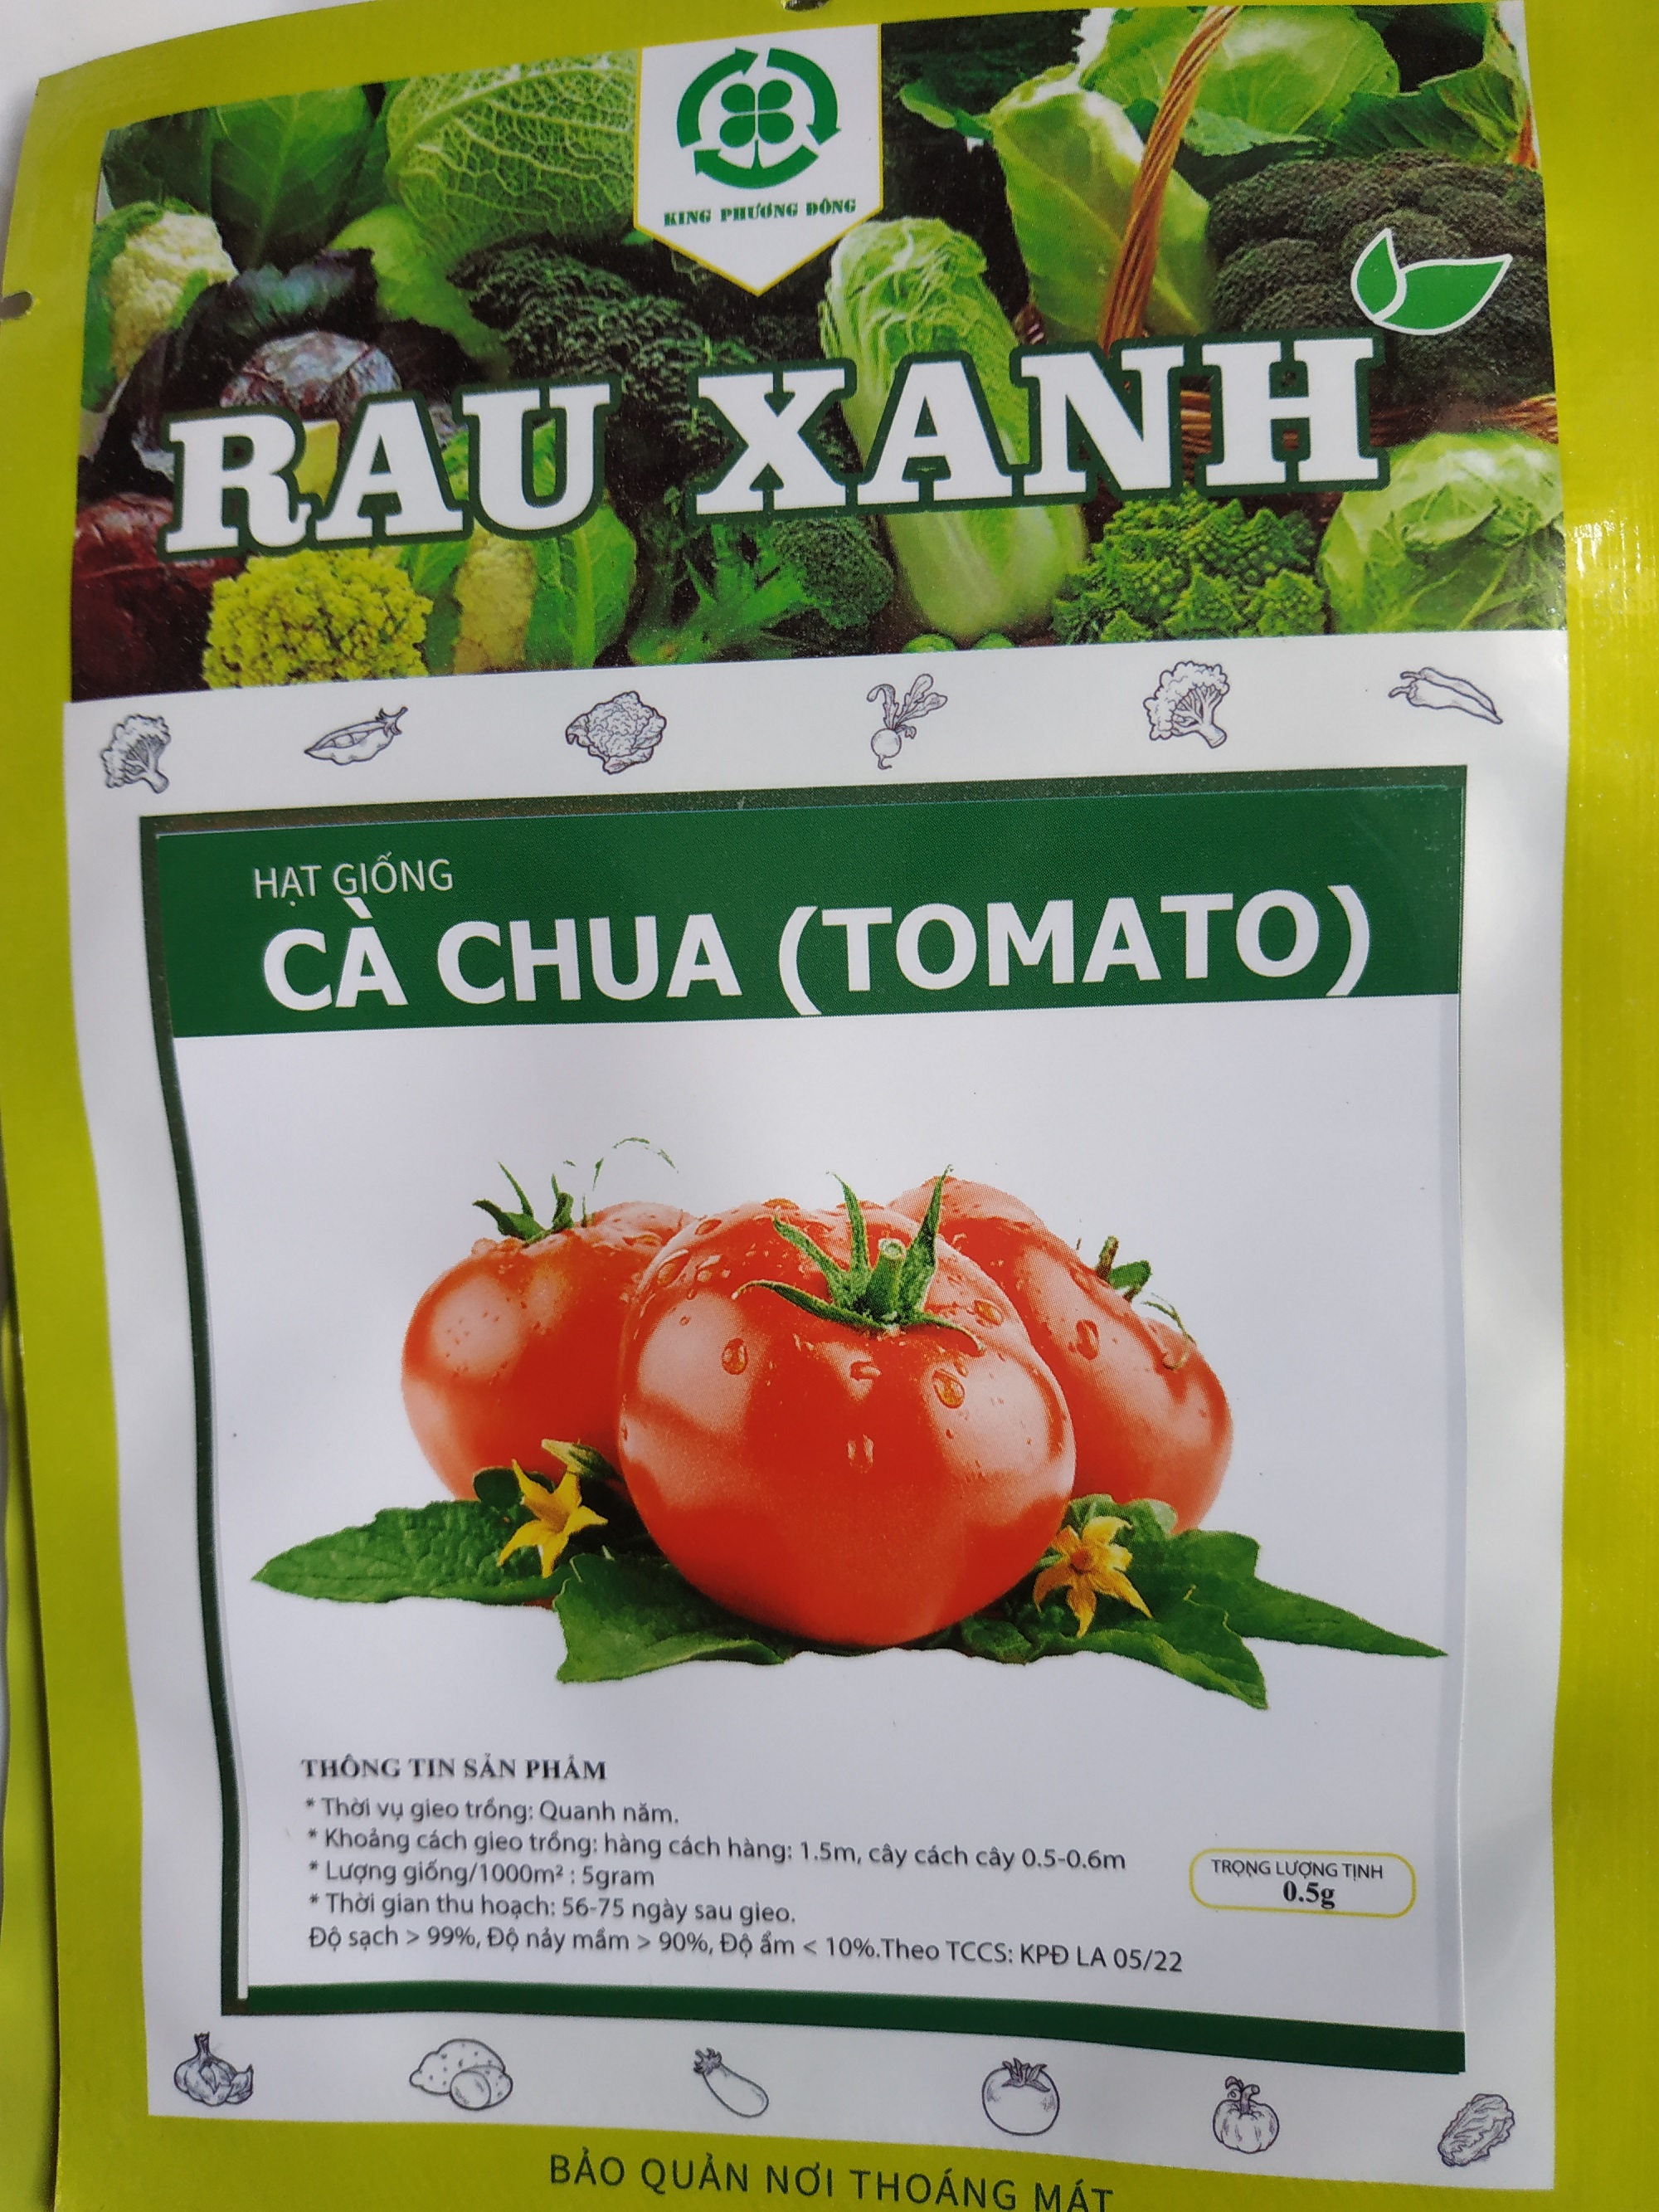 KING PHƯƠNG ĐÔNG
RAU XANH
HẠT GIỐNG
CÀ CHUA (TOMATO)
THÔNG TIN SẢN PHẨM
* Thời vụ gieo trồng: Quanh năm.
* Khoảng cách gieo trồng: hàng cách hàng: 1.5m, cây cách cây 0.5-0.6m
* Lượng giống/1000m² : 5gram
* Thời gian thu hoạch: 56-75 ngày sau gieo.
Độ sạch > 99%, Độ nảy mầm > 90%, Độ ẩm < 10%.Theo TCCS: KPĐ LA 05/22
TRỌNG LƯỢNG TỊNH
0.5g
BẢO QUẢN NƠI THOÁNG MÁT